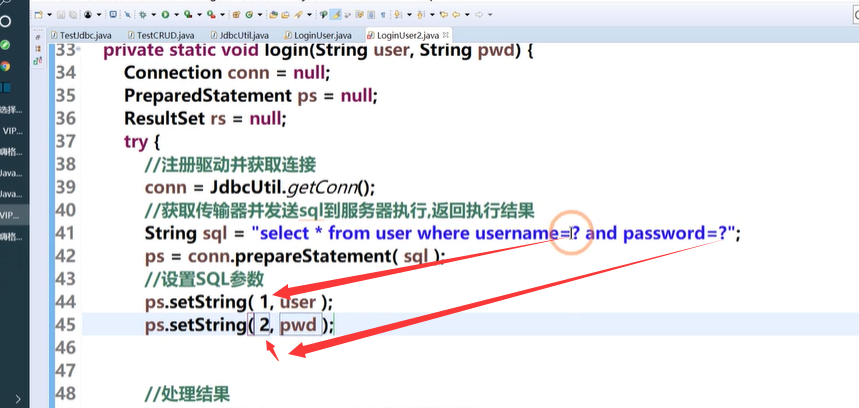 TestJdbc.java TestCRUD.java JdbcUtil.java LoginUser.java LoginUser2.java
33 private static void login(String user, String pwd) {
34 Connection conn = null;
35 PreparedStatement ps = null;
36 ResultSet rs = null;
37 try {
38 //注册驱动并获取连接
39 conn = JdbcUtil.getConn();
40 //获取传输器并发送sql到服务器执行,返回执行结果
41 String sql = "select * from user where username=? and password=?";
42 ps = conn.prepareStatement( sql );
43 //设置SQL参数
44 ps.setString( 1, user );
45 ps.setString( 2, pwd );
46
47
48 //处理结果
选择...
VIP...
嗨格...
Java...
Java...
VIP...
嗨格...